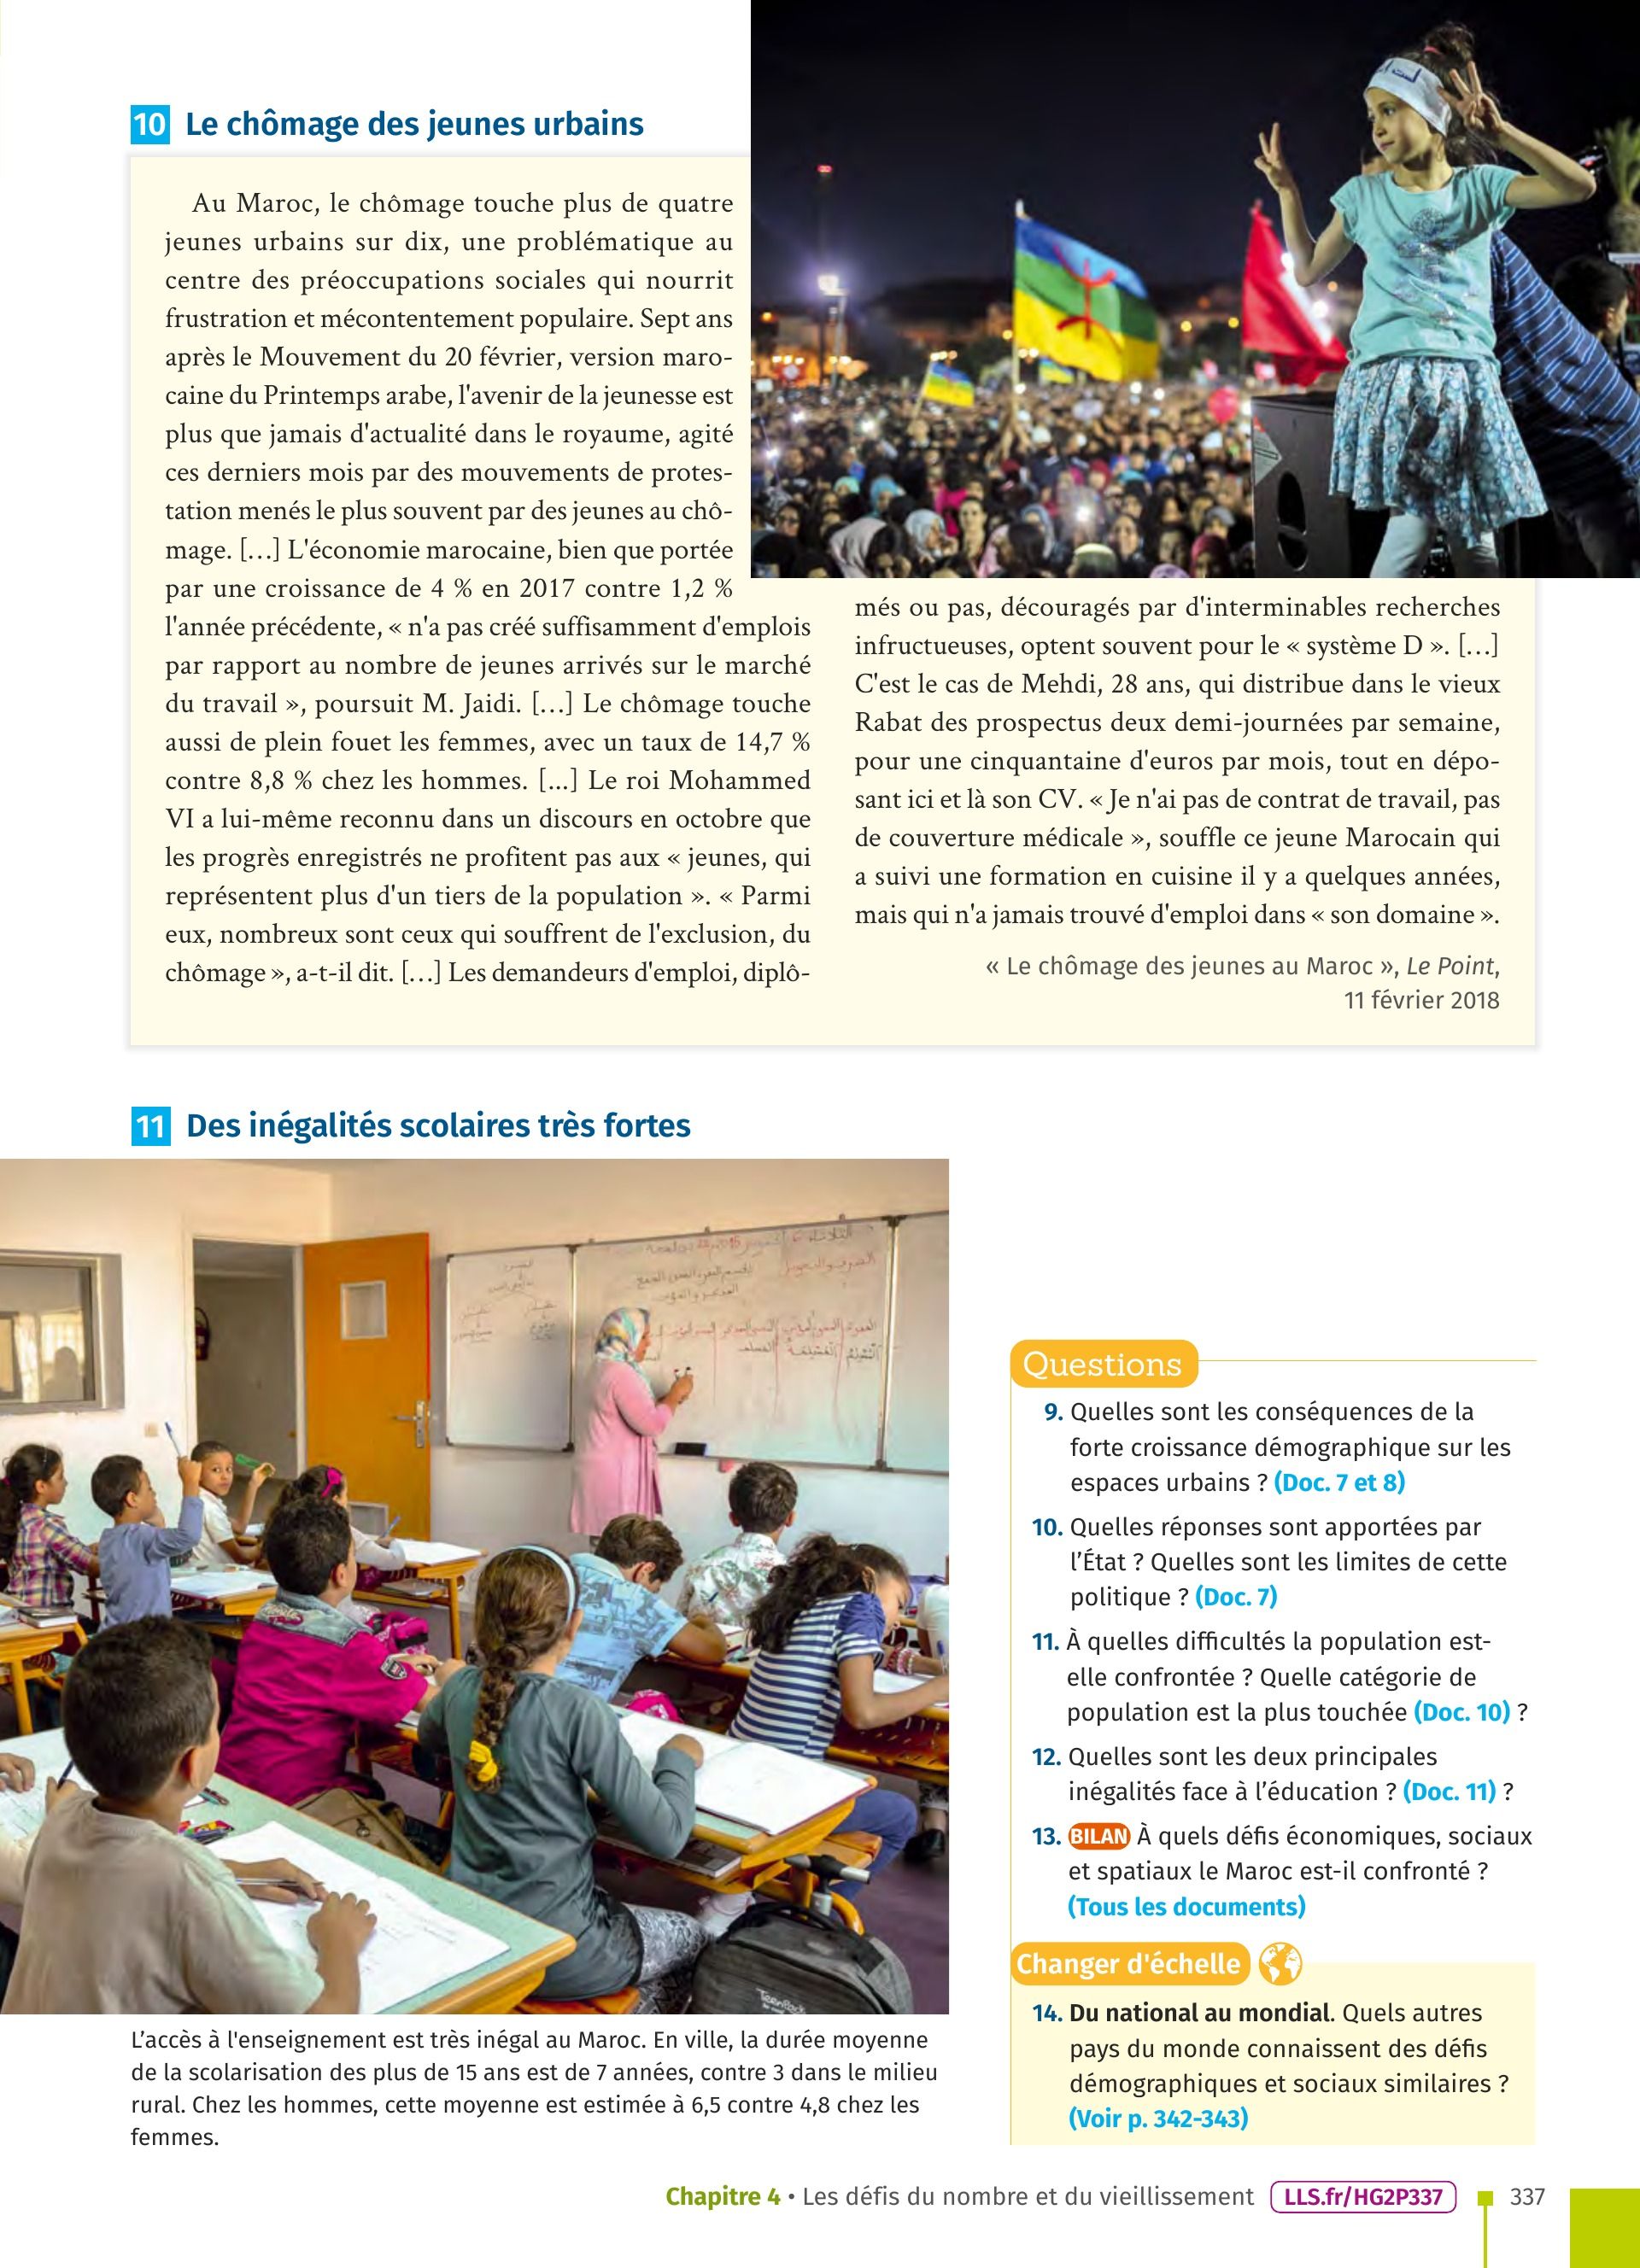 10 Le chômage des jeunes urbains
Au Maroc, le chômage touche plus de quatre
jeunes urbains sur dix, une problématique au
centre des préoccupations sociales qui nourrit
frustration et mécontentement populaire. Sept ans
après le Mouvement du 20 février, version maro-
caine du Printemps arabe, l'avenir de la jeunesse est
plus que jamais d'actualité dans le royaume, agité
ces derniers mois par des mouvements de protes-
tation menés le plus souvent par des jeunes au chô-
mage. […] L'économie marocaine, bien que portée
par une croissance de 4 % en 2017 contre 1,2 %
l'année précédente, « n'a pas créé suffisamment d'emplois
par rapport au nombre de jeunes arrivés sur le marché
du travail », poursuit M. Jaidi. […] Le chômage touche
aussi de plein fouet les femmes, avec un taux de 14,7 %
contre 8,8 % chez les hommes. [...] Le roi Mohammed
VI a lui-même reconnu dans un discours en octobre que
les progrès enregistrés ne profitent pas aux « jeunes, qui
représentent plus d'un tiers de la population ». « Parmi
eux, nombreux sont ceux qui souffrent de l'exclusion, du
chômage », a-t-il dit. […] Les demandeurs d'emploi, diplô-
més ou pas, découragés par d'interminables recherches
infructueuses, optent souvent pour le « système D ». […]
C'est le cas de Mehdi, 28 ans, qui distribue dans le vieux
Rabat des prospectus deux demi-journées par semaine,
pour une cinquantaine d'euros par mois, tout en dépo-
sant ici et là son CV. « Je n'ai pas de contrat de travail, pas
de couverture médicale », souffle ce jeune Marocain qui
a suivi une formation en cuisine il y a quelques années,
mais qui n'a jamais trouvé d'emploi dans « son domaine ».
« Le chômage des jeunes au Maroc », Le Point,
11 février 2018
11 Des inégalités scolaires très fortes
L'accès à l'enseignement est très inégal au Maroc. En ville, la durée moyenne
de la scolarisation des plus de 15 ans est de 7 années, contre 3 dans le milieu
rural. Chez les hommes, cette moyenne est estimée à 6,5 contre 4,8 chez les
femmes.
Questions
9. Quelles sont les conséquences de la
forte croissance démographique sur les
espaces urbains ? (Doc. 7 et 8)
10. Quelles réponses sont apportées par
l'État ? Quelles sont les limites de cette
politique ? (Doc. 7)
11. À quelles difficultés la population est-
elle confrontée ? Quelle catégorie de
population est la plus touchée (Doc. 10) ?
12. Quelles sont les deux principales
inégalités face à l'éducation ? (Doc. 11) ?
13. BILAN À quels défis économiques, sociaux
et spatiaux le Maroc est-il confronté ?
(Tous les documents)
Changer d'échelle
14. Du national au mondial. Quels autres
pays du monde connaissent des défis
démographiques et sociaux similaires ?
(Voir p. 342-343)
Chapitre 4 • Les défis du nombre et du vieillissement LLS.fr/HG2P337 337